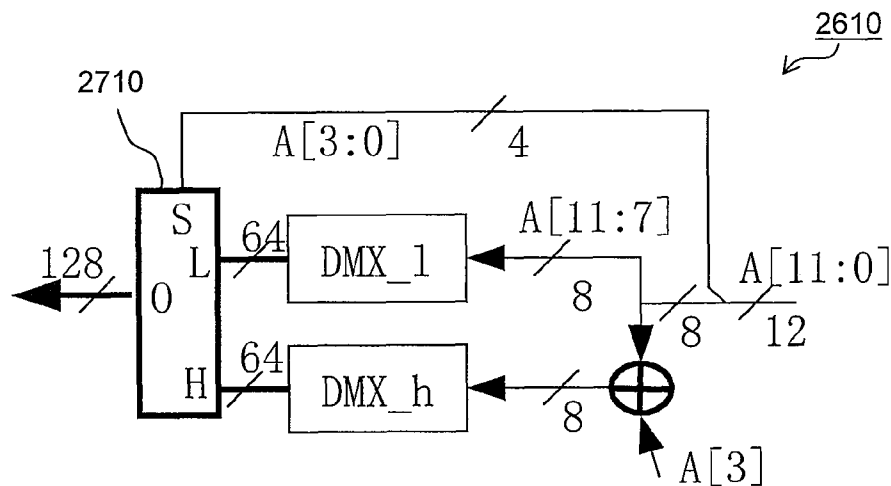 2610
2710
A[3:0]
4
S
64
A[11:7]
L
DMX_l
A[11:0]
128
O
8
8
12
64
H
DMX_h
8
A[3]